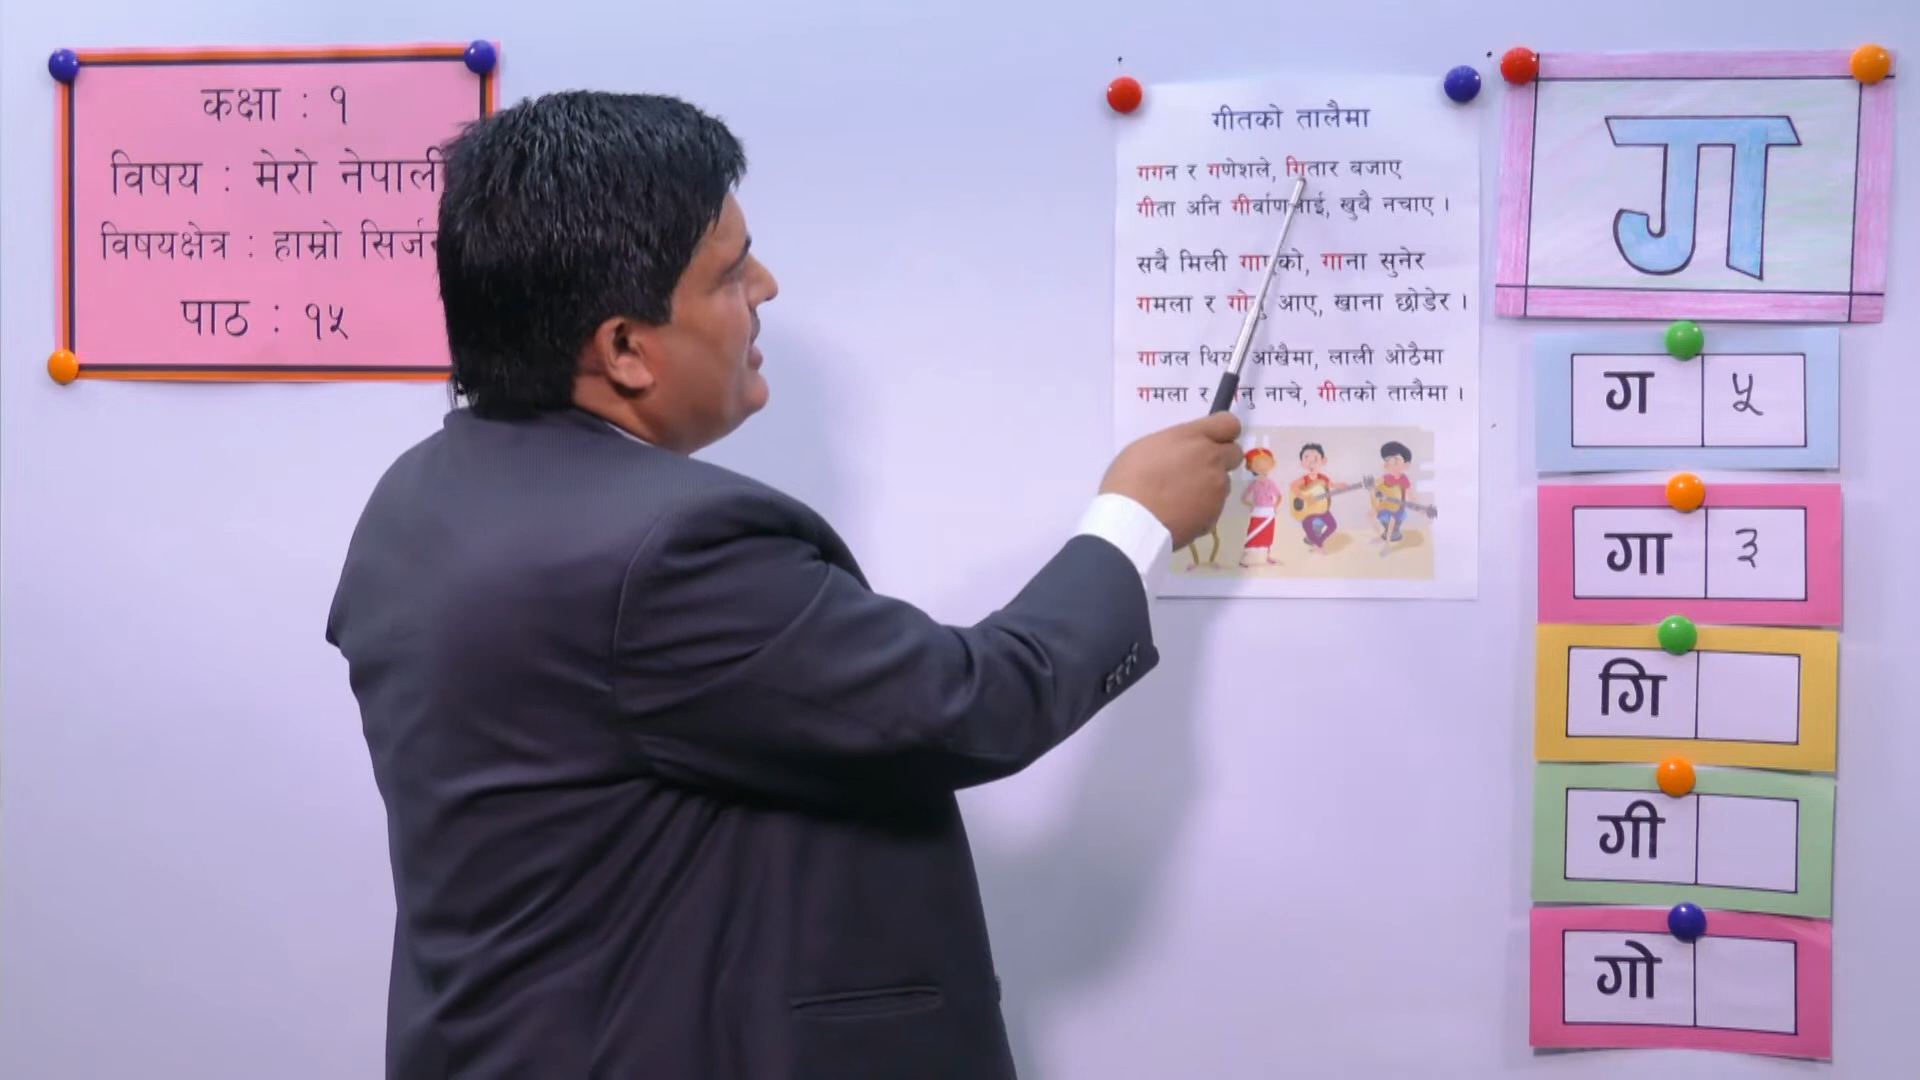 कक्षा : १
विषय : मेरो नेपाली
विषयक्षेत्र : हाम्रो
पाठ : १५
गीतको तालैमा
गगन र गणेशले, गितार बजाए
गीता अनि खुबै नचाए ।
सबै मिली गाना सुनेर
गमला र आए, खाना छोडेर ।
गाजल आँखैमा, लाली ओठैमा
गमला र नाचे, गीतको तालैमा ।
ग
ग ५
गा ३
गि
गी
गो